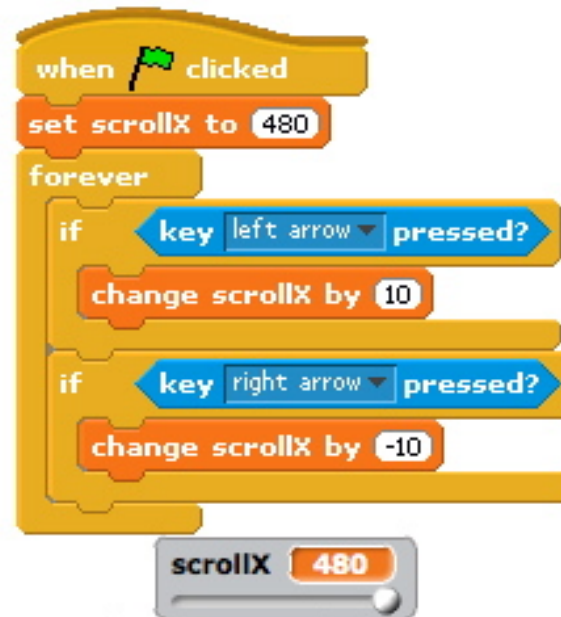 when clicked
set scrollX to 480
forever
if key left arrow pressed?
change scrollX by 10
if key right arrow pressed?
change scrollX by -10
scrollX 480